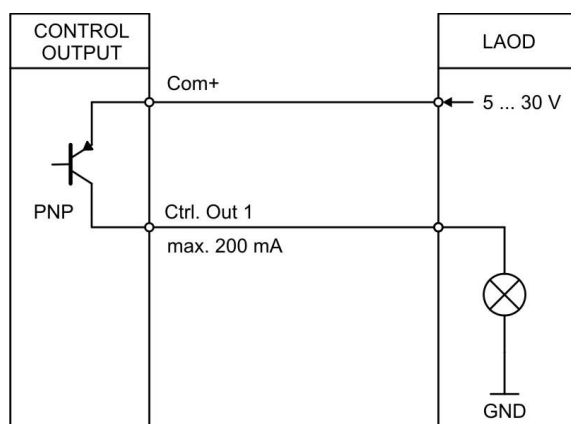 CONTROL
OUTPUT
LAOD
Com+
5 ... 30 V
PNP
Ctrl. Out 1
max. 200 mA
GND